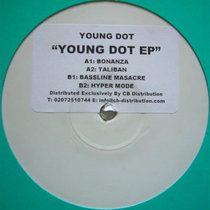 YOUNG DOT
“YOUNG DOT EP”
A1: BONANZA
A2: TALIBAN
B1: BASSLINE MASACRE
B2: HYPER MODE
Distributed Exclusively By CB Distribution
T: 02072510744 E: info@cb-distribution.com